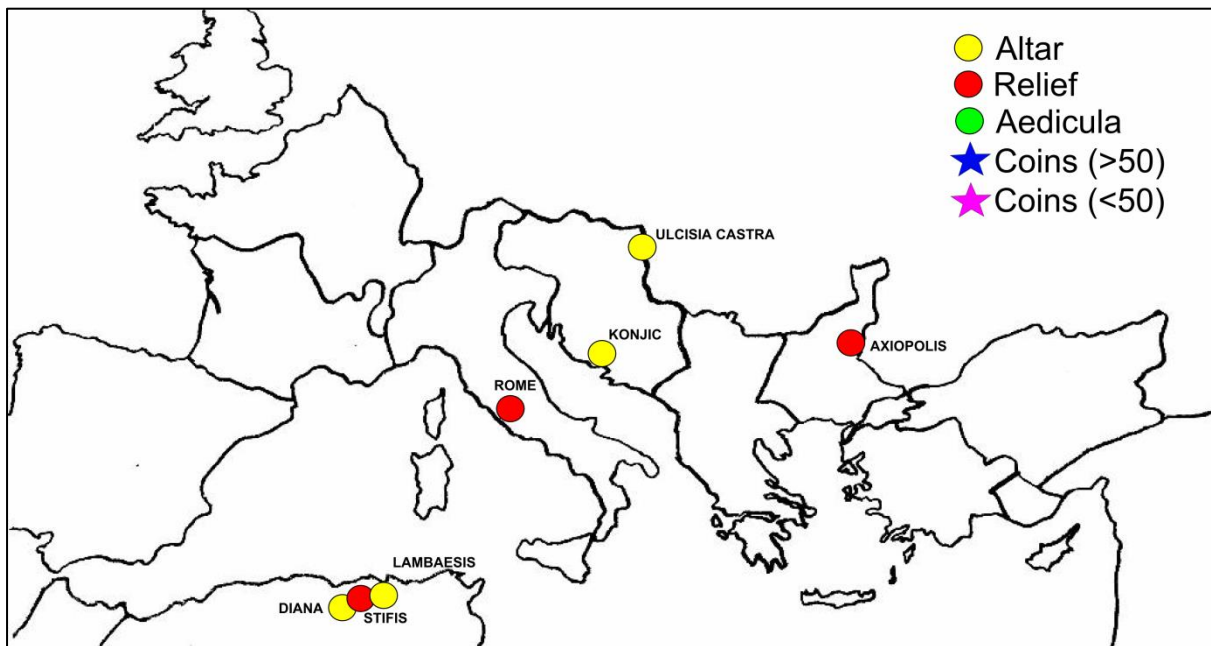 Altar
Relief
Aedicula
Coins (>50)
Coins (<50)
ULCISIA CASTRA
KONJIC
AXIOPOLIS
ROME
LAMBAESIS
DIANA
STIFIS